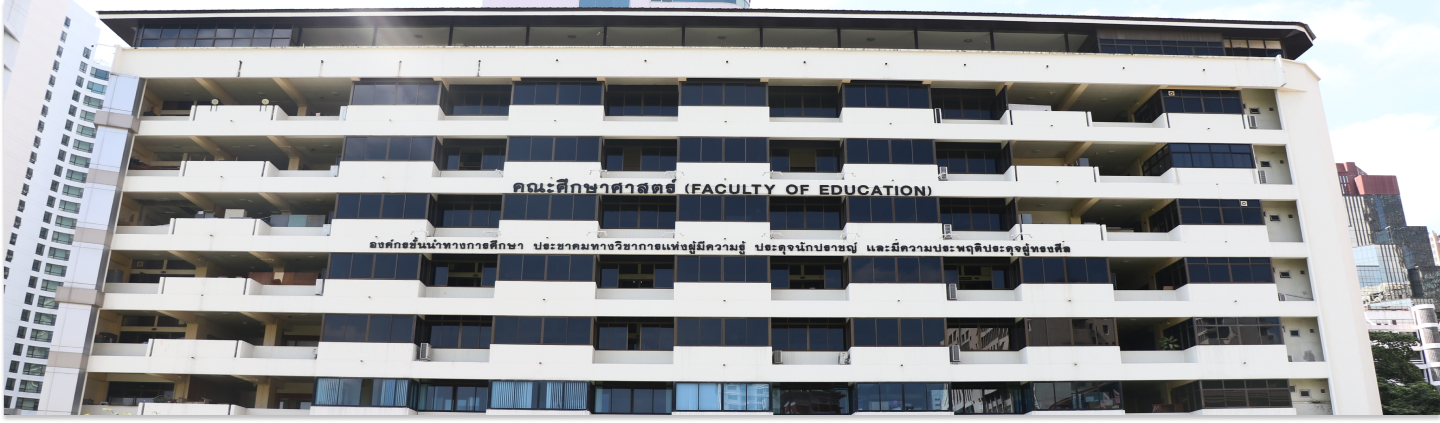 คณะศึกษาศาสตร์ (FACULTY OF EDUCATION)
องค์กรชั้นนำทางการศึกษา ประชาคมทางวิชาการแห่งผู้มีความรู้ ประดุจนักปราชญ์ และมีความประพฤติประดุจผู้ทรงศีล